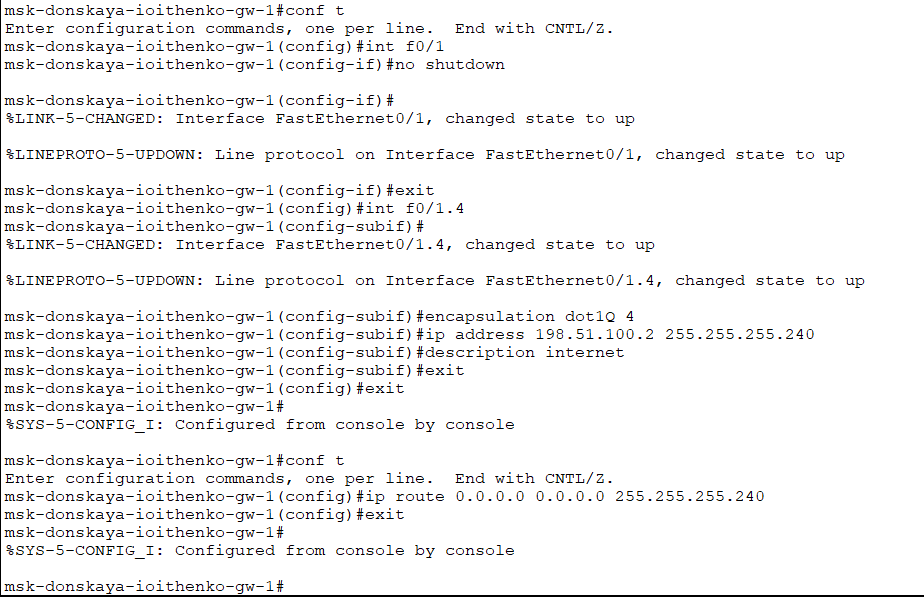 msk-donskaya-ioithenko-gw-1#conf t
Enter configuration commands, one per line.  End with CNTL/Z.
msk-donskaya-ioithenko-gw-1(config)#int f0/1
msk-donskaya-ioithenko-gw-1(config-if)#no shutdown
msk-donskaya-ioithenko-gw-1(config-if)#
%LINK-5-CHANGED: Interface FastEthernet0/1, changed state to up
%LINEPROTO-5-UPDOWN: Line protocol on Interface FastEthernet0/1, changed state to up
msk-donskaya-ioithenko-gw-1(config-if)#exit
msk-donskaya-ioithenko-gw-1(config)#int f0/1.4
msk-donskaya-ioithenko-gw-1(config-subif)#
%LINK-5-CHANGED: Interface FastEthernet0/1.4, changed state to up
%LINEPROTO-5-UPDOWN: Line protocol on Interface FastEthernet0/1.4, changed state to up
msk-donskaya-ioithenko-gw-1(config-subif)#encapsulation dot1Q 4
msk-donskaya-ioithenko-gw-1(config-subif)#ip address 198.51.100.2 255.255.255.240
msk-donskaya-ioithenko-gw-1(config-subif)#description internet
msk-donskaya-ioithenko-gw-1(config-subif)#exit
msk-donskaya-ioithenko-gw-1(config)#exit
msk-donskaya-ioithenko-gw-1#
%SYS-5-CONFIG_I: Configured from console by console
msk-donskaya-ioithenko-gw-1#conf t
Enter configuration commands, one per line.  End with CNTL/Z.
msk-donskaya-ioithenko-gw-1(config)#ip route 0.0.0.0 0.0.0.0 255.255.255.240
msk-donskaya-ioithenko-gw-1(config)#exit
msk-donskaya-ioithenko-gw-1#
%SYS-5-CONFIG_I: Configured from console by console
msk-donskaya-ioithenko-gw-1#